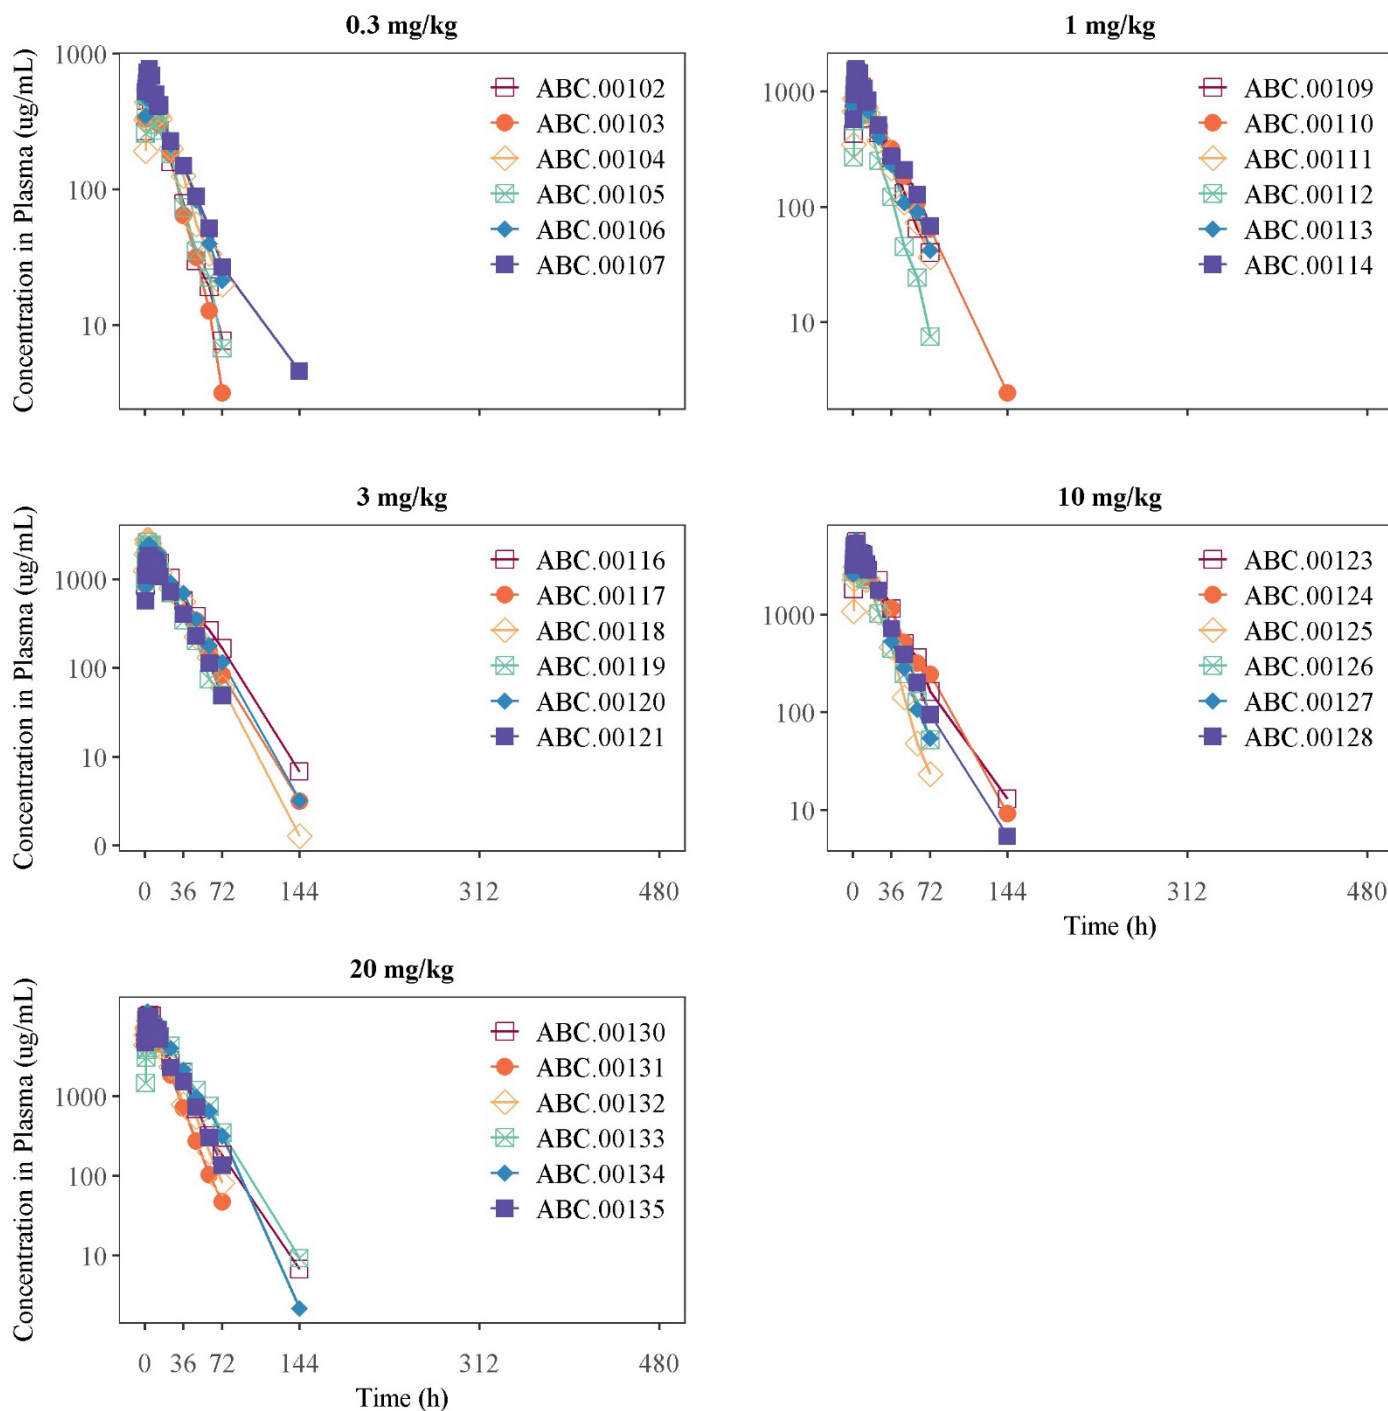 0.3 mg/kg
Concentration in Plasma (ug/mL)
1000
100
10
ABC.00102
ABC.00103
ABC.00104
ABC.00105
ABC.00106
ABC.00107
1 mg/kg
1000
100
10
ABC.00109
ABC.00110
ABC.00111
ABC.00112
ABC.00113
ABC.00114
3 mg/kg
Concentration in Plasma (ug/mL)
1000
100
10
0
ABC.00116
ABC.00117
ABC.00118
ABC.00119
ABC.00120
ABC.00121
0 36 72 144 312 480
10 mg/kg
1000
100
10
ABC.00123
ABC.00124
ABC.00125
ABC.00126
ABC.00127
ABC.00128
0 36 72 144 312 480
Time (h)
20 mg/kg
Concentration in Plasma (ug/mL)
1000
100
10
ABC.00130
ABC.00131
ABC.00132
ABC.00133
ABC.00134
ABC.00135
0 36 72 144 312 480
Time (h)